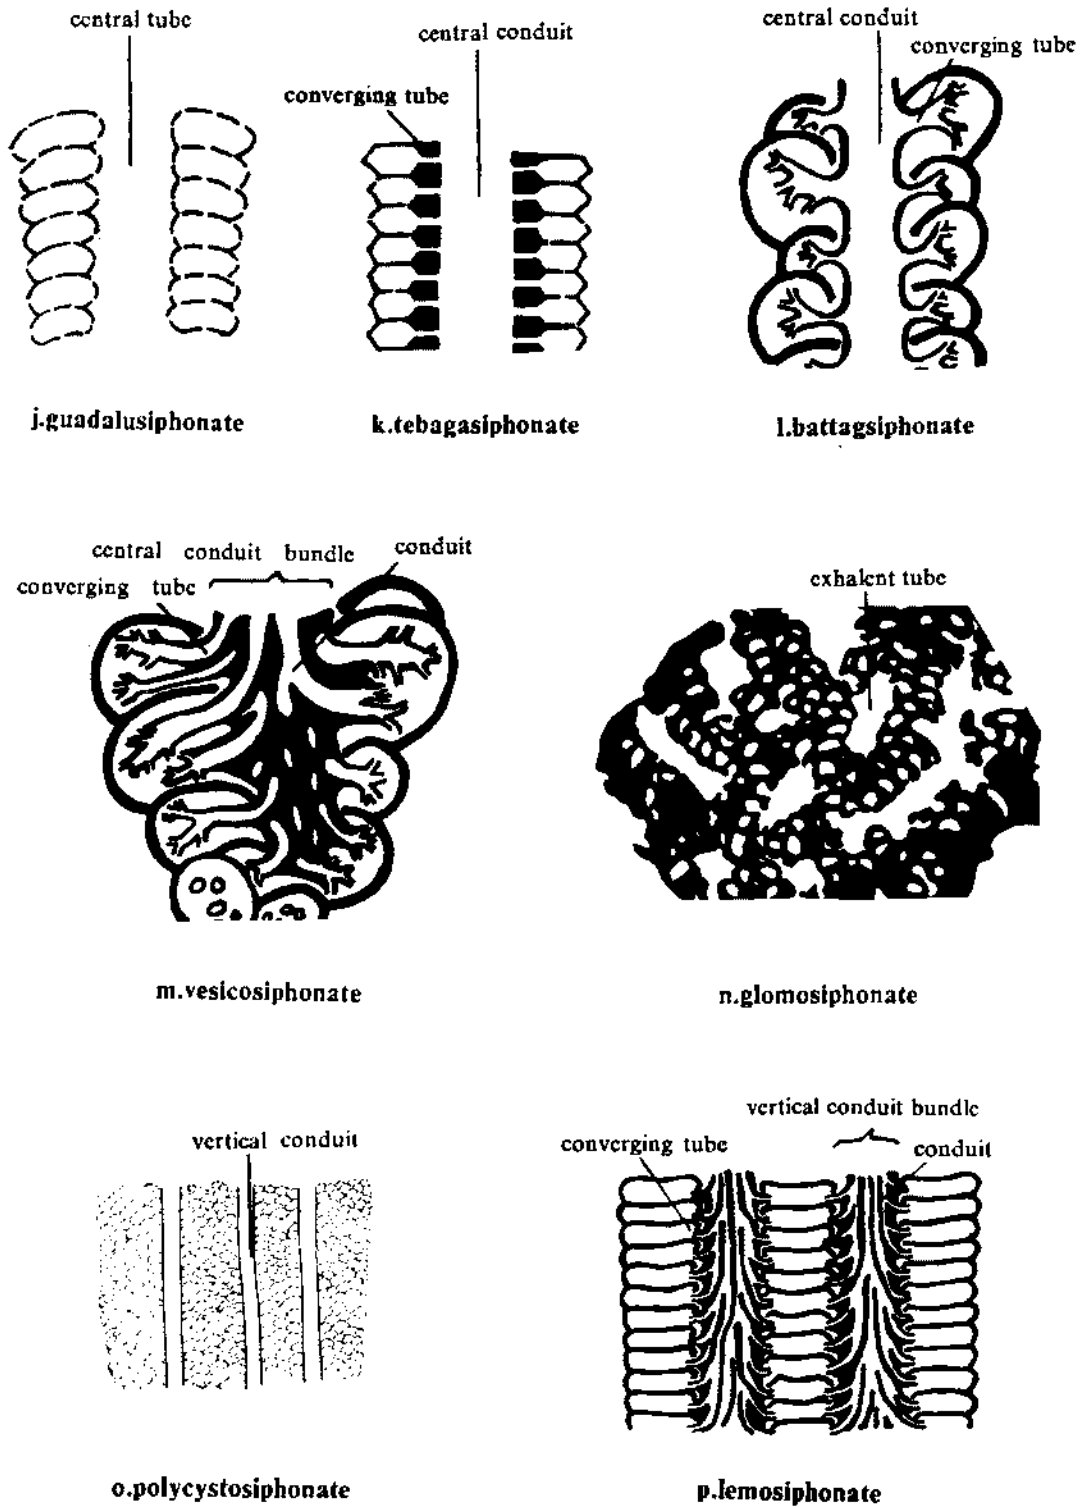 central tube
central conduit
converging tube
central conduit
converging tube
j.guadalusiphonate
k.tebagasiphonate
l.battagsiphonate
central conduit bundle
conduit
converging tube
exhalent tube
m.vesicosiphonate
n.glomosiphonate
vertical conduit
vertical conduit bundle
converging tube
conduit
o.polycystosiphonate
p.lemosiphonate